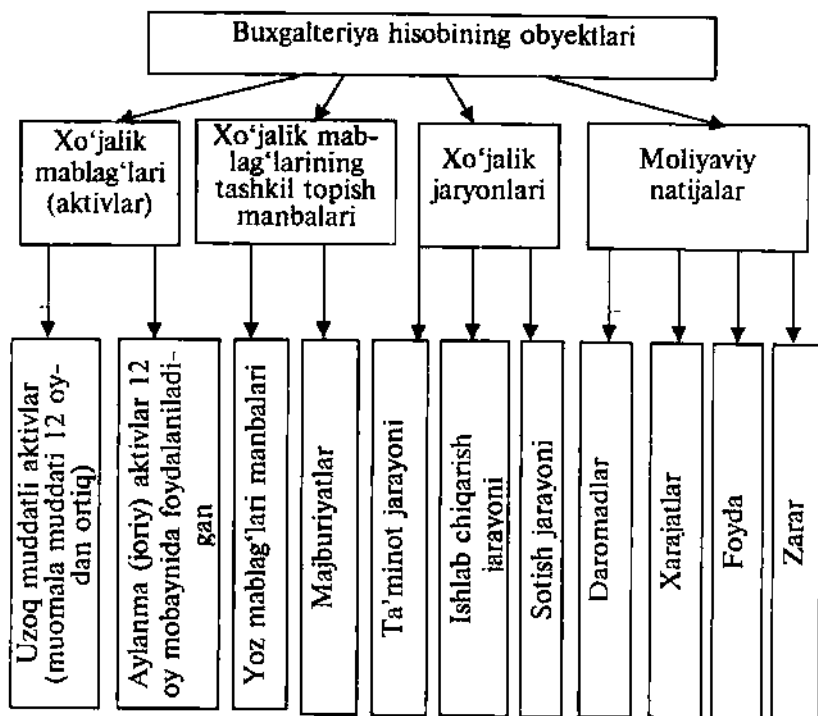 Buxgalteriya hisobining obyektlari
Xo‘jalik
mablag‘lari
(aktivlar)
Xo‘jalik mab-
lag‘larining
tashkil topish
manbalari
Xo‘jalik
jaryonlari
Moliyaviy
natijalar
Uzoq muddatli aktivlar
(muomala muddati 12 oy-
dan ortiq)
Aylanma (joriy) aktivlar 12
oy mobaynida foydalaniladi-
gan
Yoz mablag‘lari manbalari
Majburiyatlar
Ta’minot jarayoni
Ishlab chiqarish
jarayoni
Sotish jarayoni
Daromadlar
Xarajatlar
Foyda
Zarar